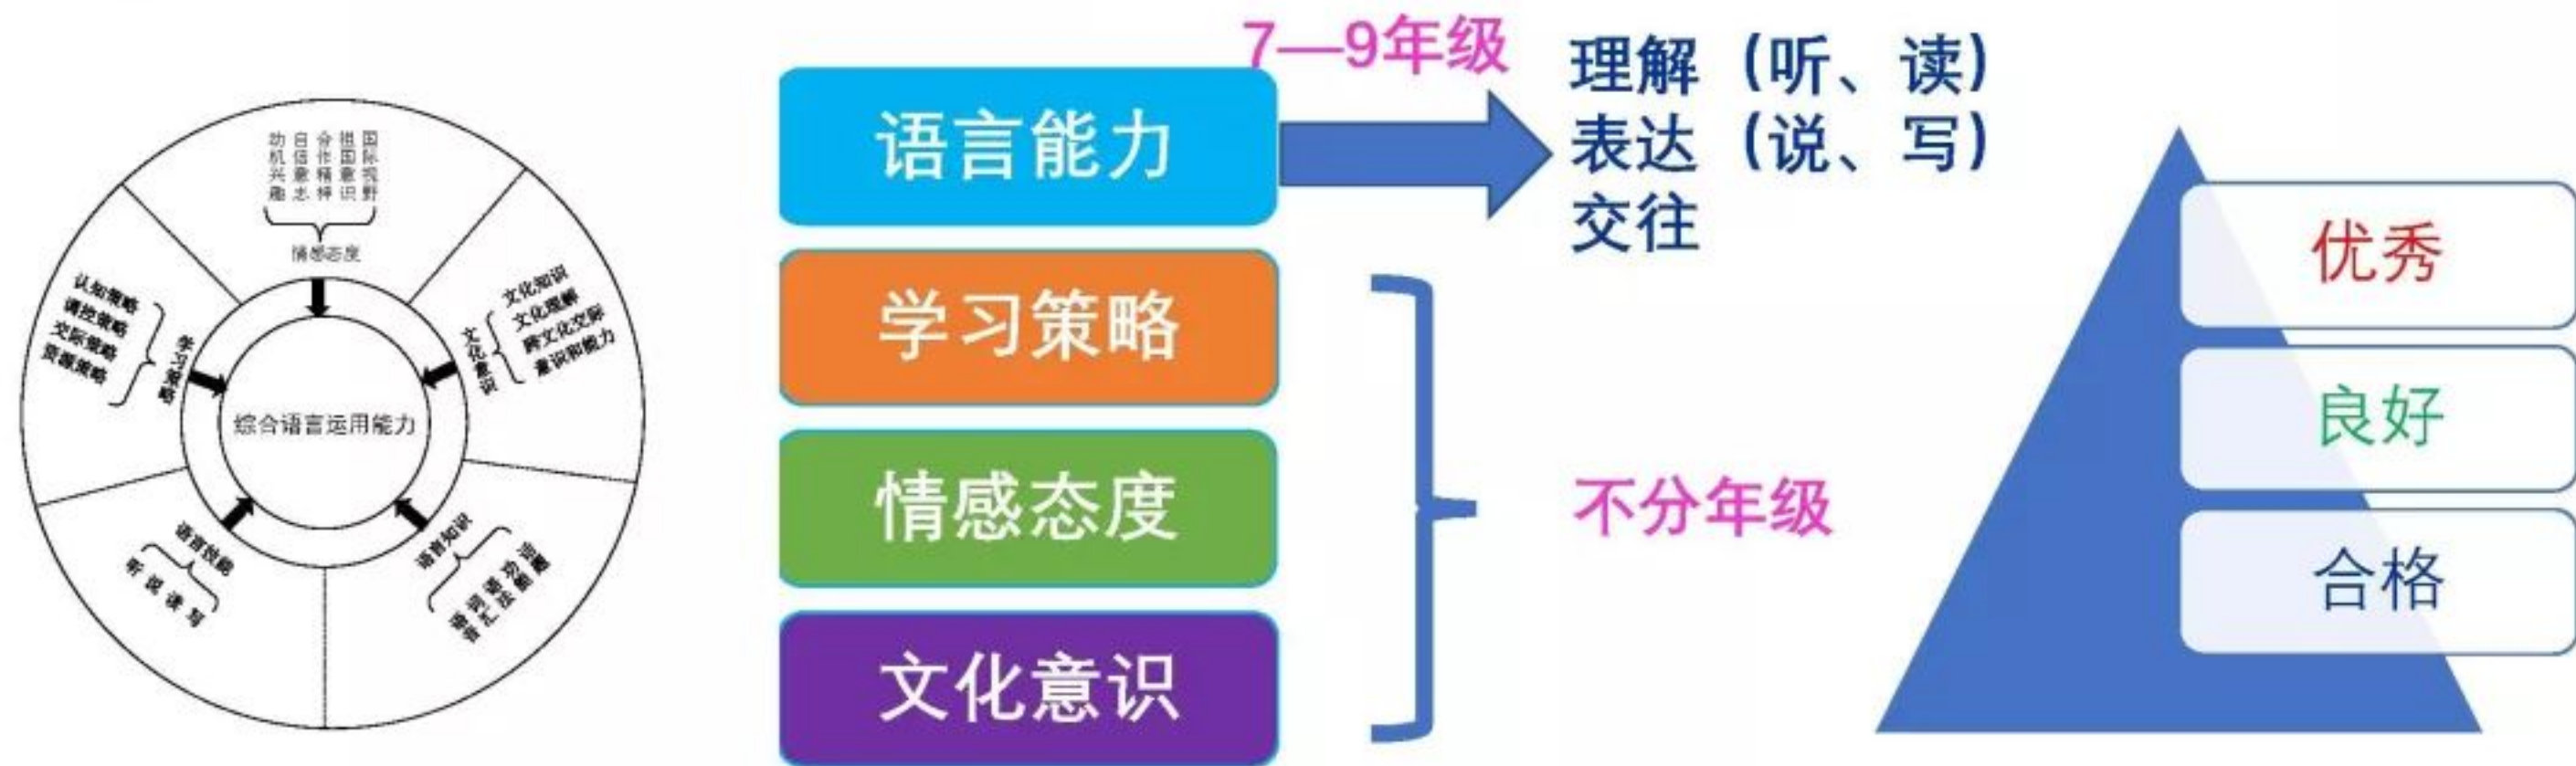 动机兴趣
自信意志
合作精神
祖国意识
国际视野
情感态度
认知策略
调控策略
交际策略
资源策略
学习策略
文化意识
文化知识
文化理解
跨文化交际
意识和能力
综合语言运用能力
语言技能
听 说 读 写
语言知识
语音
词汇
语法
功能
话题
7—9年级
语言能力
理解（听、读）
表达（说、写）
交往
学习策略
情感态度
文化意识
不分年级
优秀
良好
合格